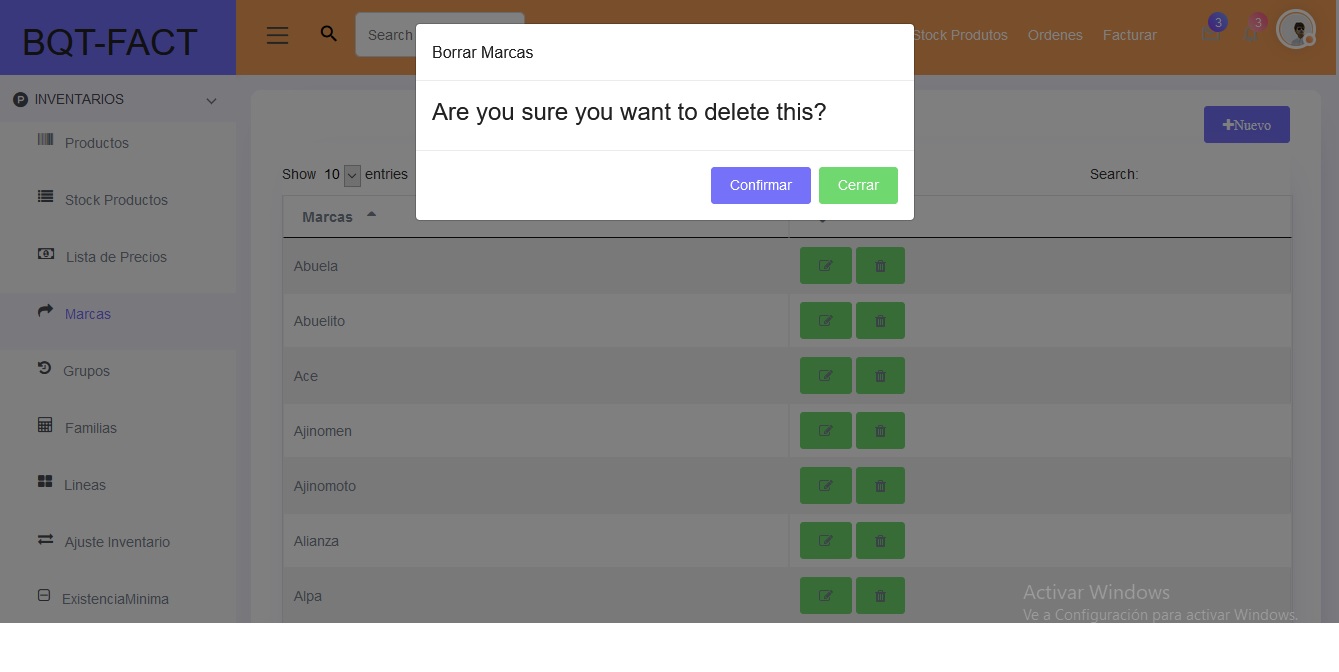 BQT-FACT
Search
Stock Produtos
Ordenes
Facturar
3
3
Borrar Marcas
Are you sure you want to delete this?
Confirmar
Cerrar
INVENTARIOS
Productos
Stock Productos
Lista de Precios
Marcas
Grupos
Familias
Lineas
Ajuste Inventario
ExistenciaMinima
Nuevo
Show 10 entries
Search:
Marcas
Abuela
Abuelito
Ace
Ajinomen
Ajinomoto
Alianza
Alpa
Activar Windows
Ve a Configuración para activar Windows.